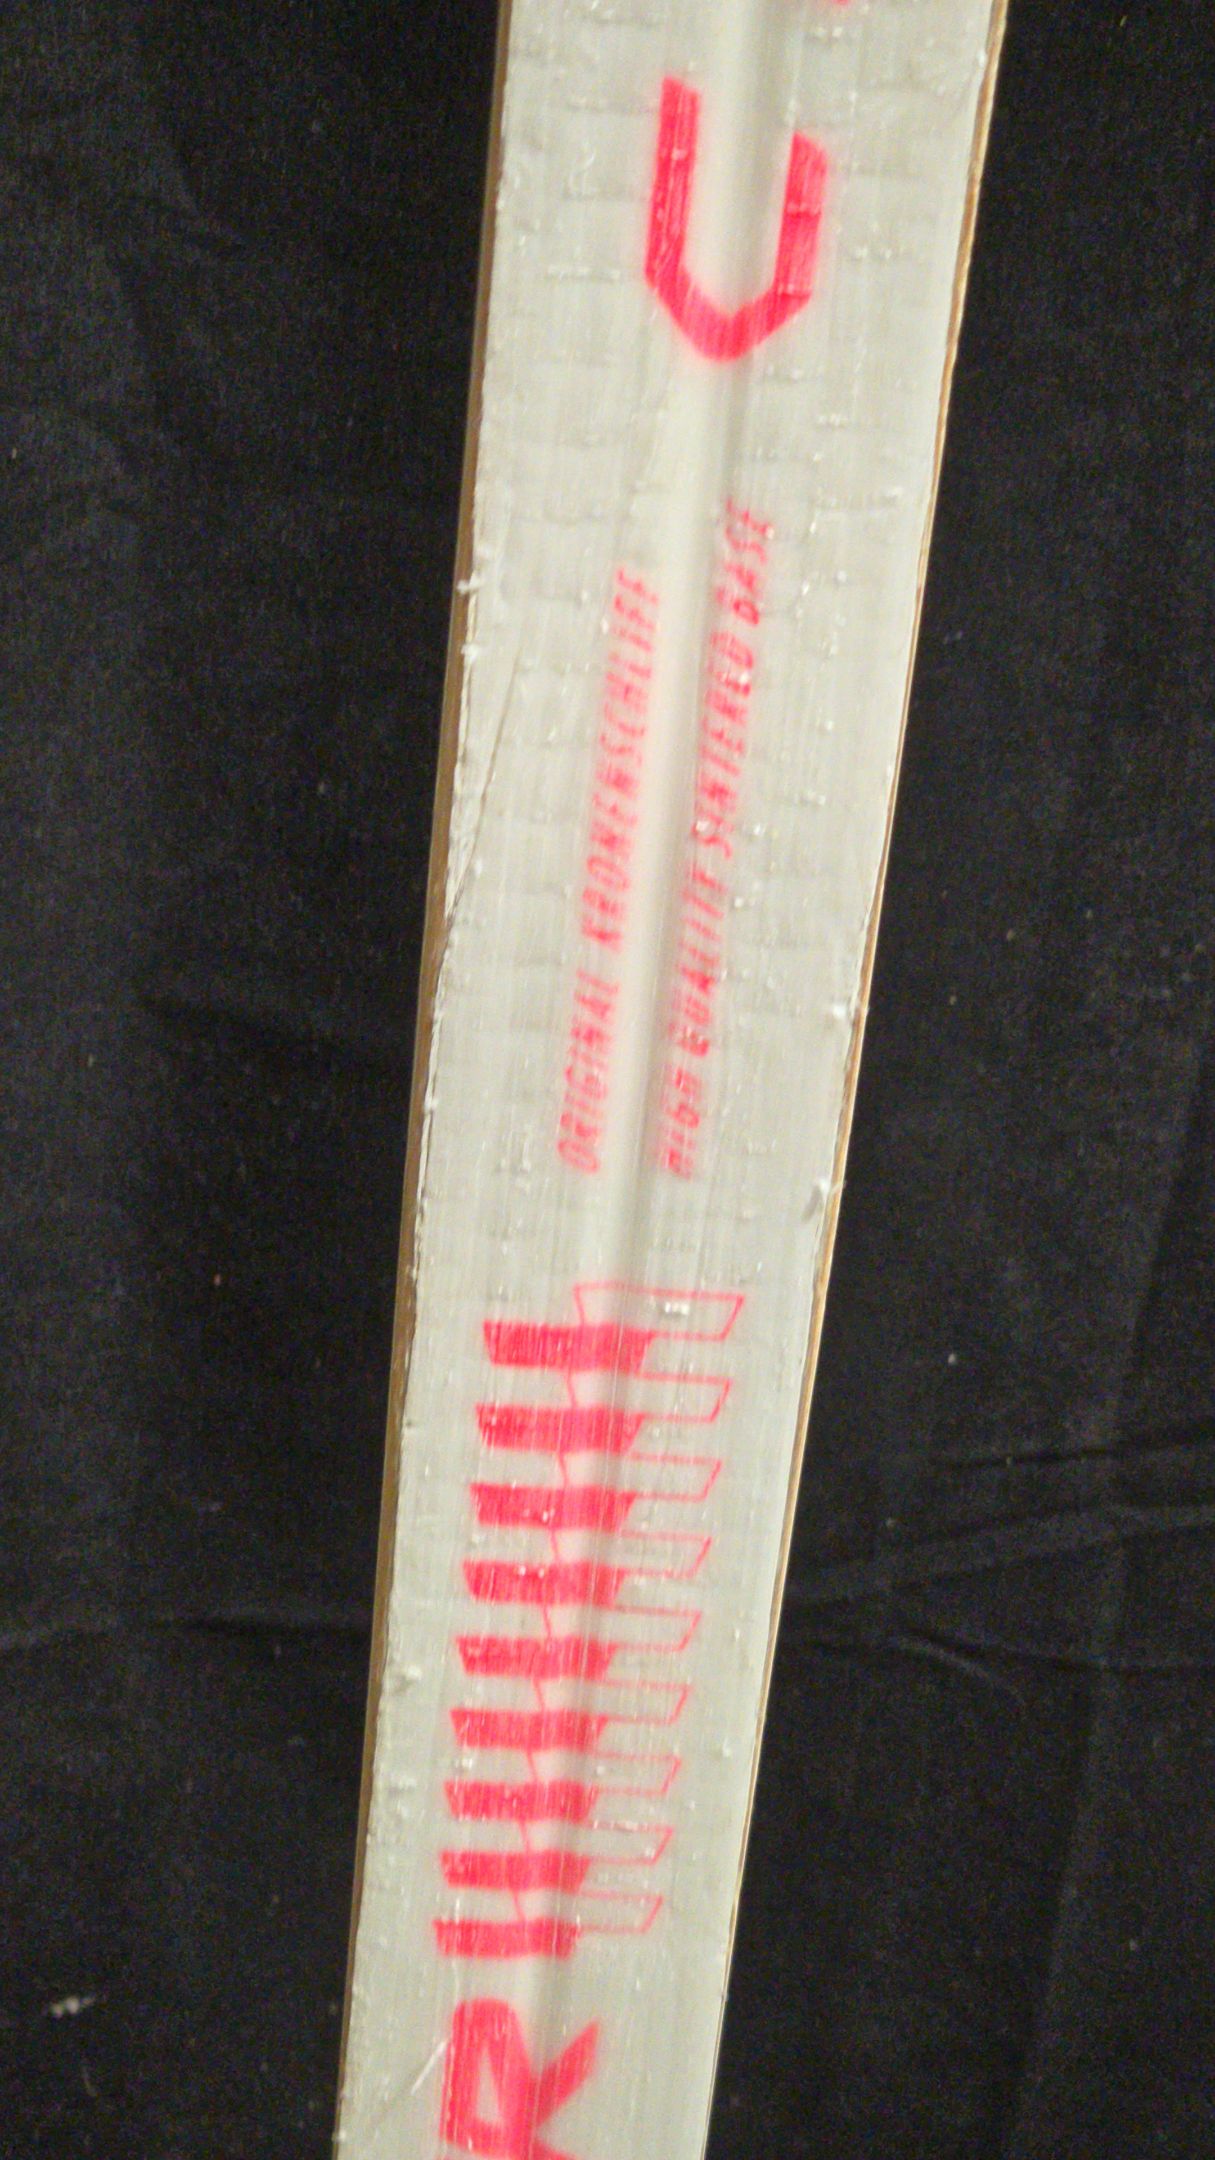 ORIGINAL KRONENSCHLIFF
HIGH QUALITY SINTERED BASE
R